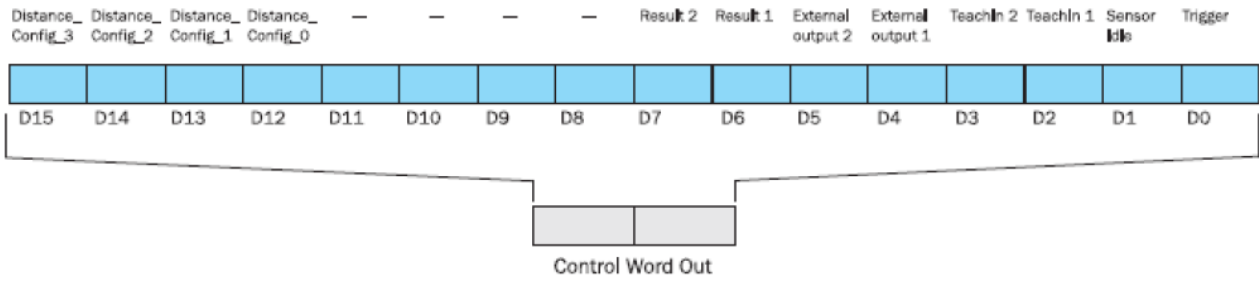 Distance_ Distance_ Distance_ Distance_ — — — — Result 2 Result 1 External External TeachIn 2 TeachIn 1 Sensor Trigger
Config_3 Config_2 Config_1 Config_0 output 2 output 1 Idle
D15 D14 D13 D12 D11 D10 D9 D8 D7 D6 D5 D4 D3 D2 D1 D0
Control Word Out